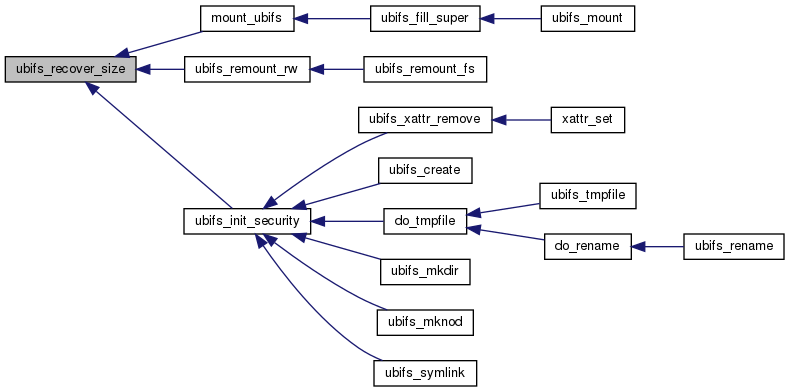 mount_ubifs
ubifs_fill_super
ubifs_mount
ubifs_recover_size
ubifs_remount_rw
ubifs_remount_fs
ubifs_xattr_remove
xattr_set
ubifs_create
ubifs_init_security
do_tmpfile
ubifs_tmpfile
do_rename
ubifs_rename
ubifs_mkdir
ubifs_mknod
ubifs_symlink